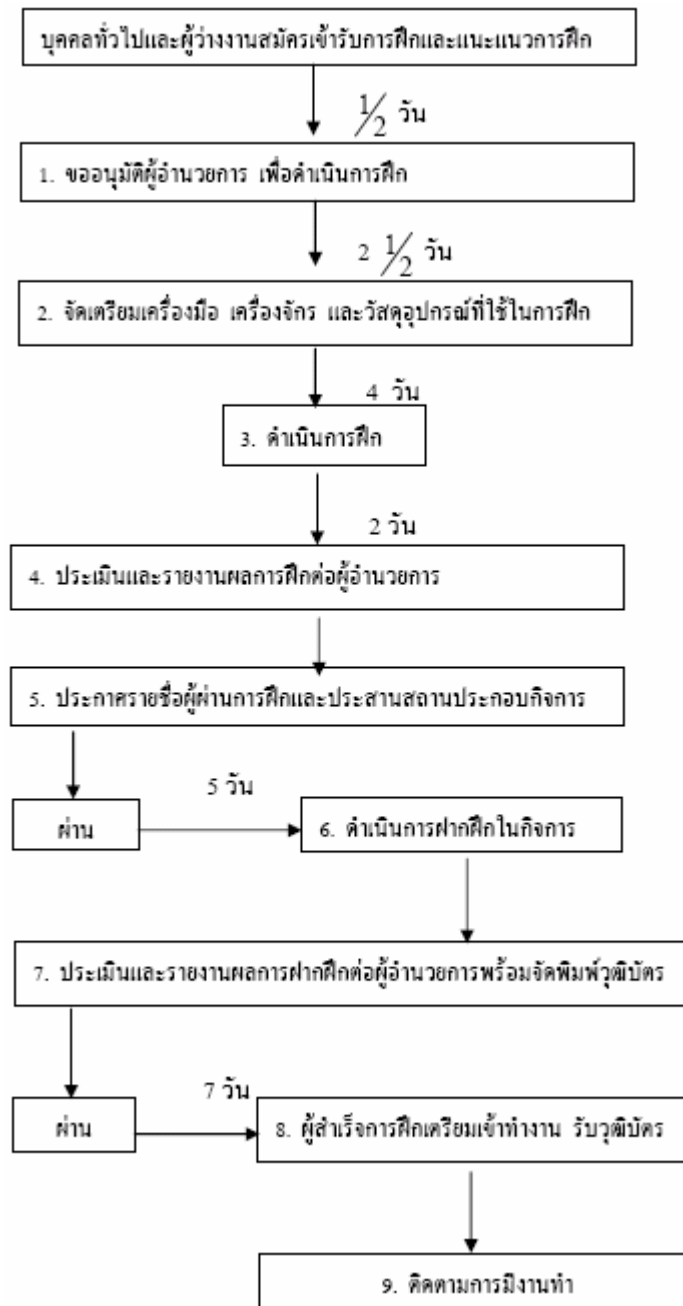 บุคคลทั่วไปและผู้ว่างงานสมัครเข้ารับการฝึกและแนะแนวการฝึก
1/2 วัน
1. ขออนุมัติผู้อำนวยการ เพื่อดำเนินการฝึก
2 1/2 วัน
2. จัดเตรียมเครื่องมือ เครื่องจักร และวัสดุอุปกรณ์ที่ใช้ในการฝึก
4 วัน
3. ดำเนินการฝึก
2 วัน
4. ประเมินและรายงานผลการฝึกต่อผู้อำนวยการ
5. ประกาศรายชื่อผู้ผ่านการฝึกและประสานสถานประกอบกิจการ
5 วัน
ผ่าน
6. ดำเนินการฝากฝึกในกิจการ
7. ประเมินและรายงานผลการฝากฝึกต่อผู้อำนวยการพร้อมจัดพิมพ์วุฒิบัตร
7 วัน
ผ่าน
8. ผู้สำเร็จการฝึกเตรียมเข้าทำงาน รับวุฒิบัตร
9. ติดตามการมีงานทำ